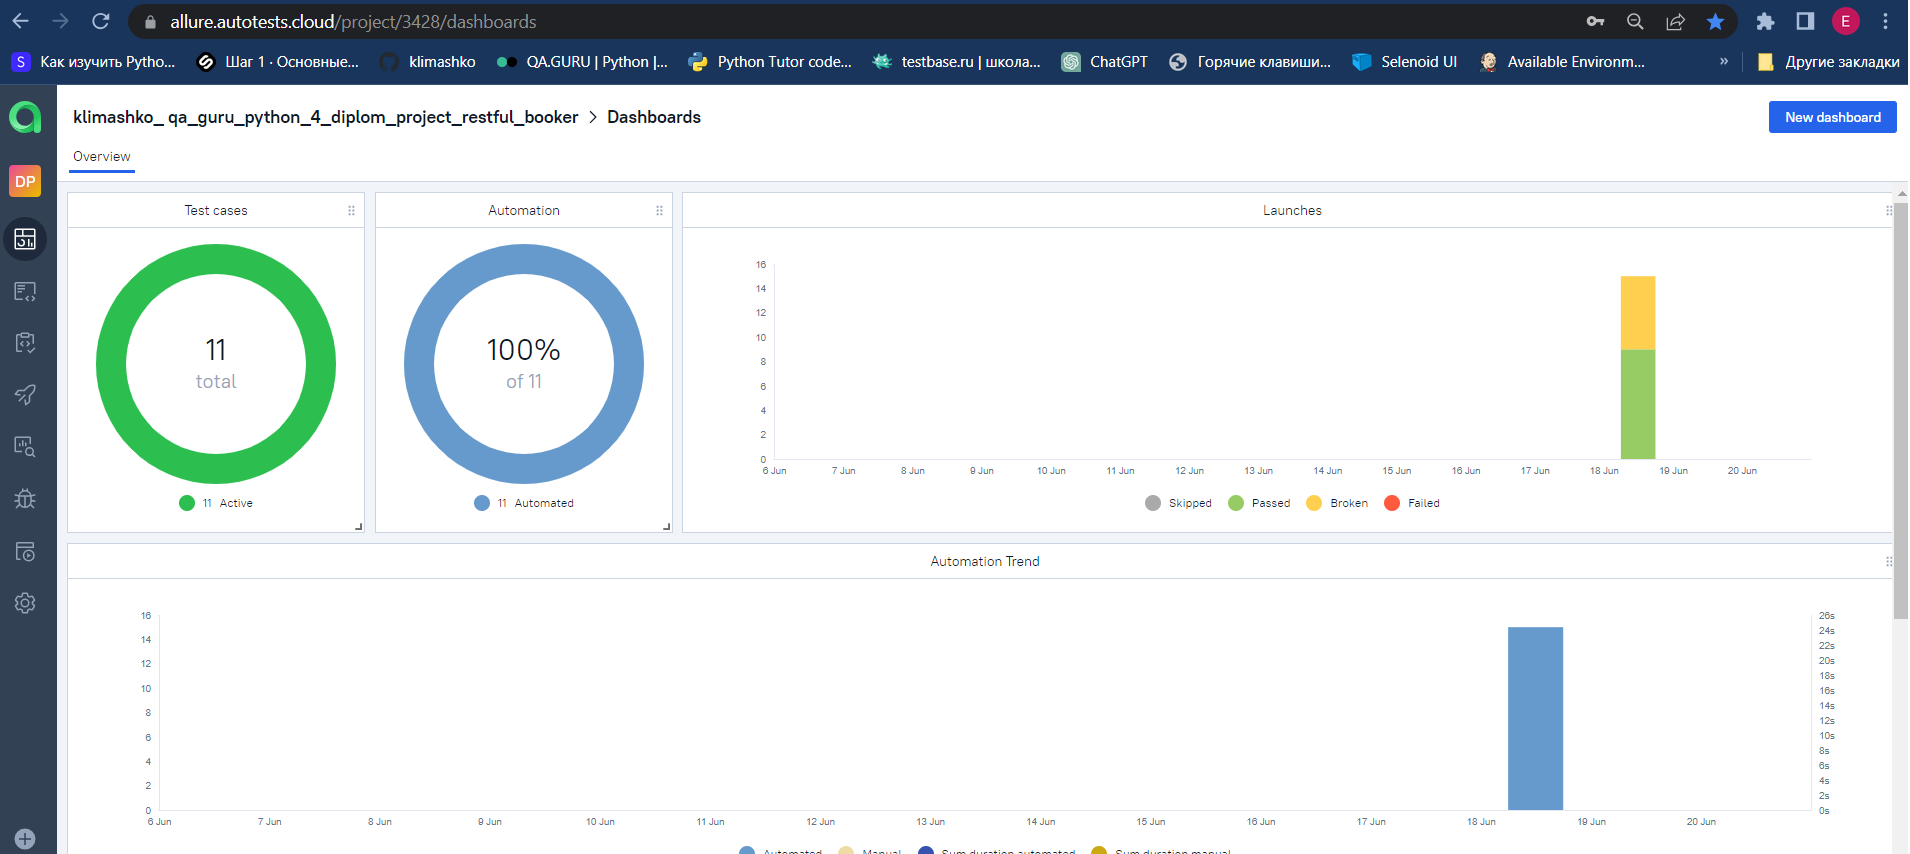 allure.autotests.cloud/project/3428/dashboards
E
S Как изучить Pytho... Шаг 1 · Основные... klimashko QA.GURU | Python |... Python Tutor code... testbase.ru | школа... ChatGPT Горячие клавиши... Selenoid UI Available Environm... » Другие закладки
klimashko_ qa_guru_python_4_diplom_project_restful_booker > Dashboards
New dashboard
Overview
DP
Test cases
11
total
11 Active
Automation
100%
of 11
11 Automated
Launches
16
14
12
10
8
6
4
2
0
6 Jun 7 Jun 8 Jun 9 Jun 10 Jun 11 Jun 12 Jun 13 Jun 14 Jun 15 Jun 16 Jun 17 Jun 18 Jun 19 Jun 20 Jun
Skipped Passed Broken Failed
Automation Trend
16
14
12
10
8
6
4
2
0
26s
24s
22s
20s
18s
16s
14s
12s
10s
8s
6s
4s
2s
0s
6 Jun 7 Jun 8 Jun 9 Jun 10 Jun 11 Jun 12 Jun 13 Jun 14 Jun 15 Jun 16 Jun 17 Jun 18 Jun 19 Jun 20 Jun
Automated Manual Sum duration automated Sum duration manual